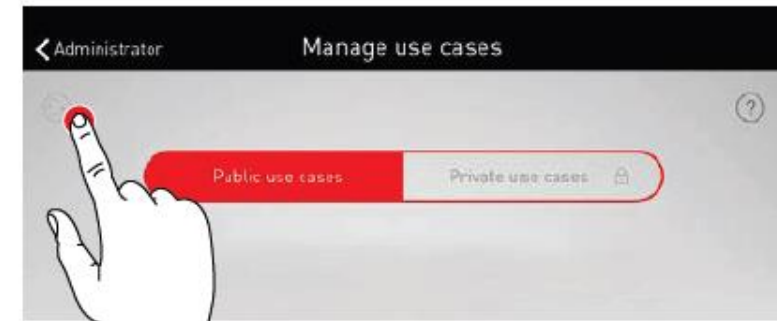 Administrator
Manage use cases
?
Public use cases
Private use cases